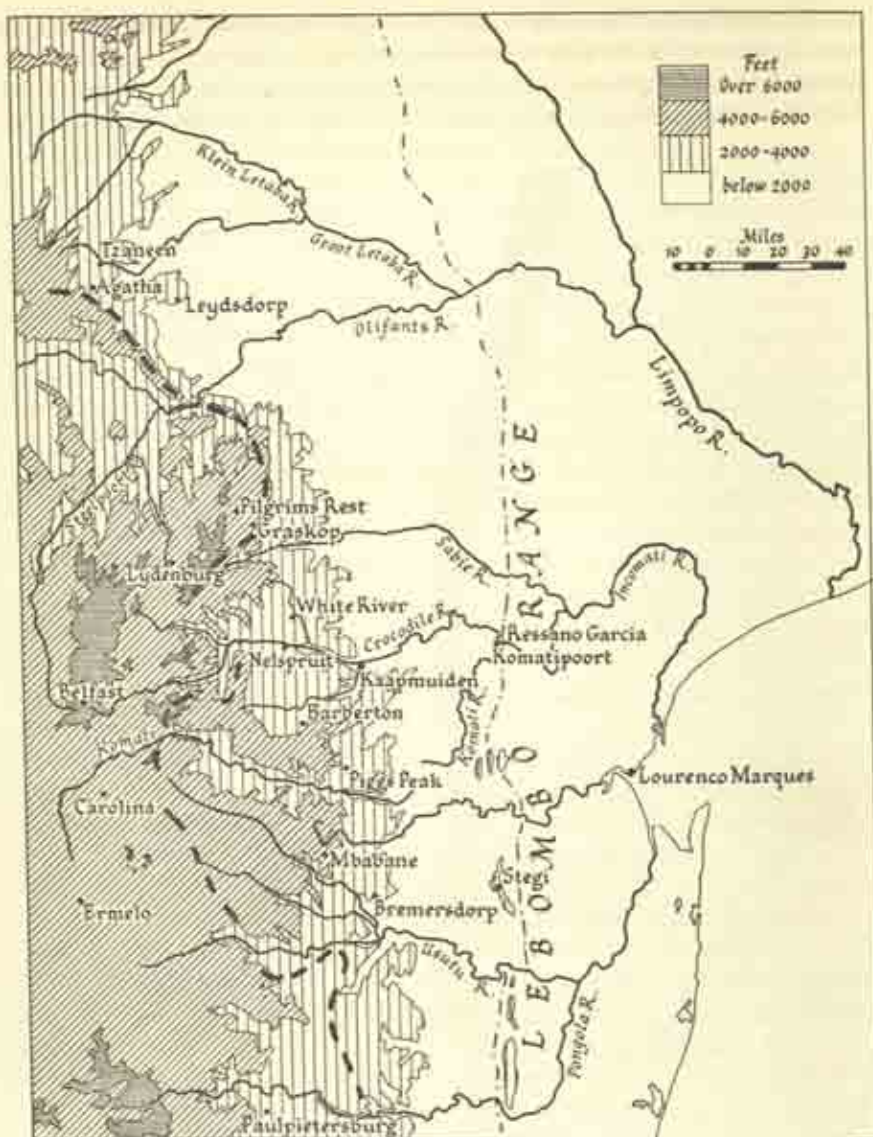 Feet
Over 6000
4000-6000
2000-4000
below 2000
Miles
10 0 10 20 30 40
Klein Letaba R.
Groot Letaba R.
Tzaneen
Agatha
Leydsdorp
Olifants R.
Limpopo R.
Steelpoort
Pilgrims Rest
Graskop
Sabie R.
Incomati R.
Lydenburg
White River
Crocodile R.
Ressano Garcia
Komatipoort
Nelspruit
Kaapmuiden
Belfast
Barberton
Komati R.
Komati
Pigg's Peak
Lourenco Marques
Carolina
Mbabane
Stegi
Ermelo
Bremersdorp
LEBOMBO RANGE
Usutu R.
Pongola R.
Paulpietersburg